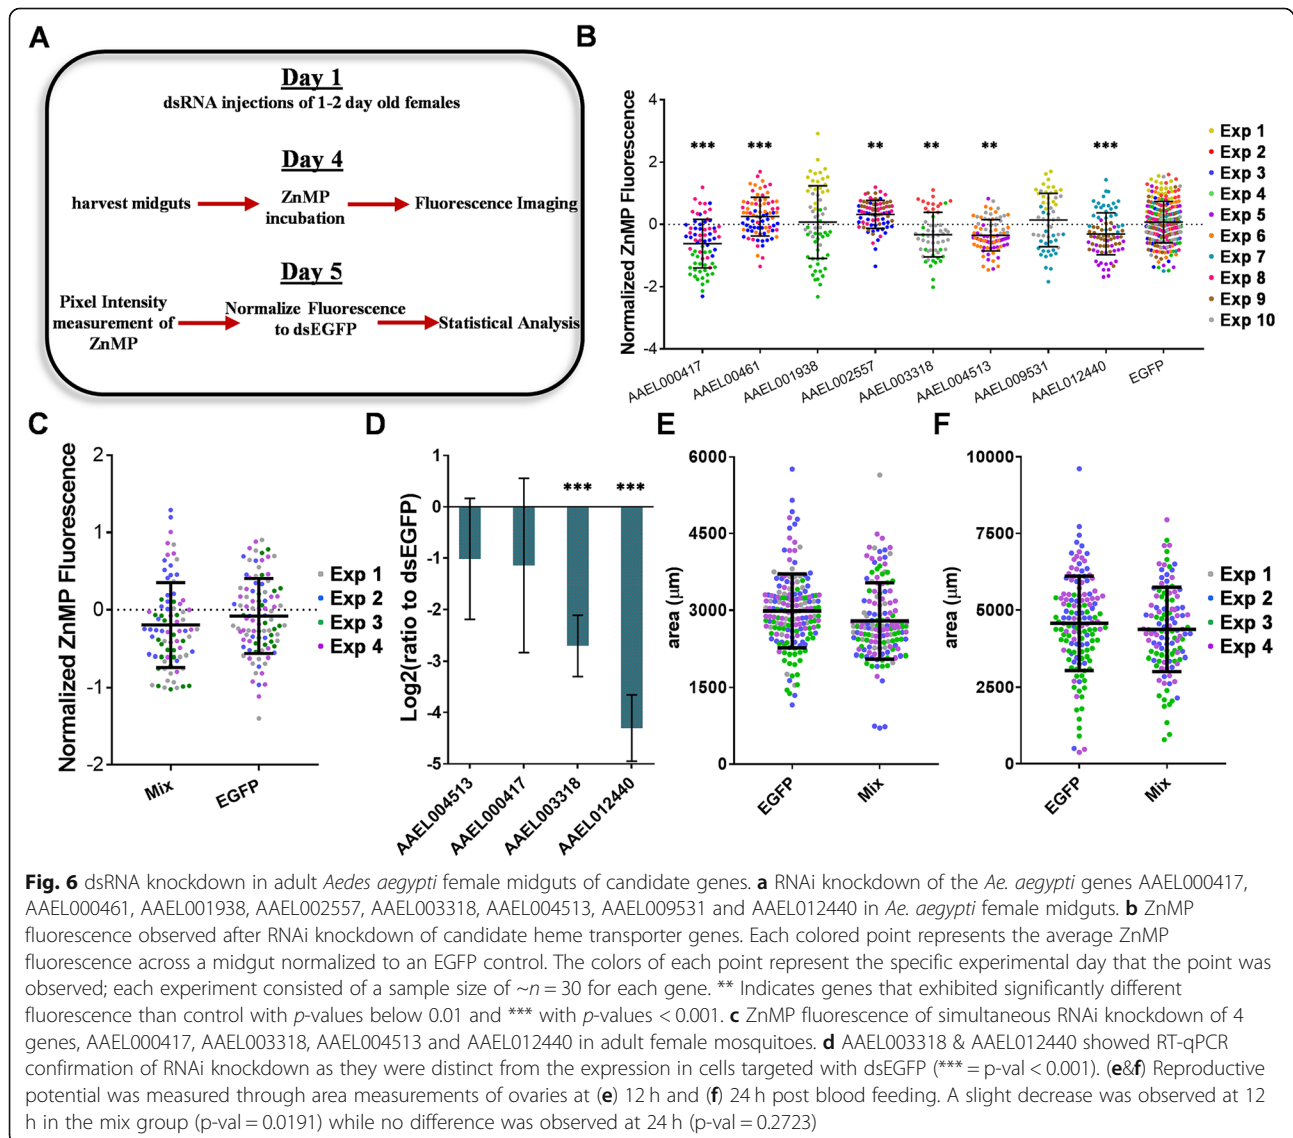 A
Day 1
dsRNA injections of 1-2 day old females
Day 4
harvest midguts
ZnMP
incubation
Fluorescence Imaging
Day 5
Pixel Intensity
measurement of
ZnMP
Normalize Fluorescence
to dsEGFP
Statistical Analysis
B
Normalized ZnMP Fluorescence
4
2
0
-2
-4
***
***
**
**
**
***
AAEL000417
AAEL00461
AAEL001938
AAEL002557
AAEL003318
AAEL004513
AAEL009531
AAEL012440
EGFP
Exp 1
Exp 2
Exp 3
Exp 4
Exp 5
Exp 6
Exp 7
Exp 8
Exp 9
Exp 10
C
Normalized ZnMP Fluorescence
2
1
0
-1
-2
Mix
EGFP
Exp 1
Exp 2
Exp 3
Exp 4
D
Log2(ratio to dsEGFP)
1
0
-1
-2
-3
-4
-5
***
***
AAEL004513
AAEL000417
AAEL003318
AAEL012440
E
area (µm)
6000
4500
3000
1500
0
EGFP
Mix
F
area (µm)
10000
7500
5000
2500
0
EGFP
Mix
Exp 1
Exp 2
Exp 3
Exp 4
Fig. 6 dsRNA knockdown in adult Aedes aegypti female midguts of candidate genes. a RNAi knockdown of the Ae. aegypti genes AAEL000417,
AAEL000461, AAEL001938, AAEL002557, AAEL003318, AAEL004513, AAEL009531 and AAEL012440 in Ae. aegypti female midguts. b ZnMP
fluorescence observed after RNAi knockdown of candidate heme transporter genes. Each colored point represents the average ZnMP
fluorescence across a midgut normalized to an EGFP control. The colors of each point represent the specific experimental day that the point was
observed; each experiment consisted of a sample size of ~n = 30 for each gene. ** Indicates genes that exhibited significantly different
fluorescence than control with p-values below 0.01 and *** with p-values < 0.001. c ZnMP fluorescence of simultaneous RNAi knockdown of 4
genes, AAEL000417, AAEL003318, AAEL004513 and AAEL012440 in adult female mosquitoes. d AAEL003318 & AAEL012440 showed RT-qPCR
confirmation of RNAi knockdown as they were distinct from the expression in cells targeted with dsEGFP (*** = p-val < 0.001). (e&f) Reproductive
potential was measured through area measurements of ovaries at (e) 12 h and (f) 24 h post blood feeding. A slight decrease was observed at 12
h in the mix group (p-val = 0.0191) while no difference was observed at 24 h (p-val = 0.2723)